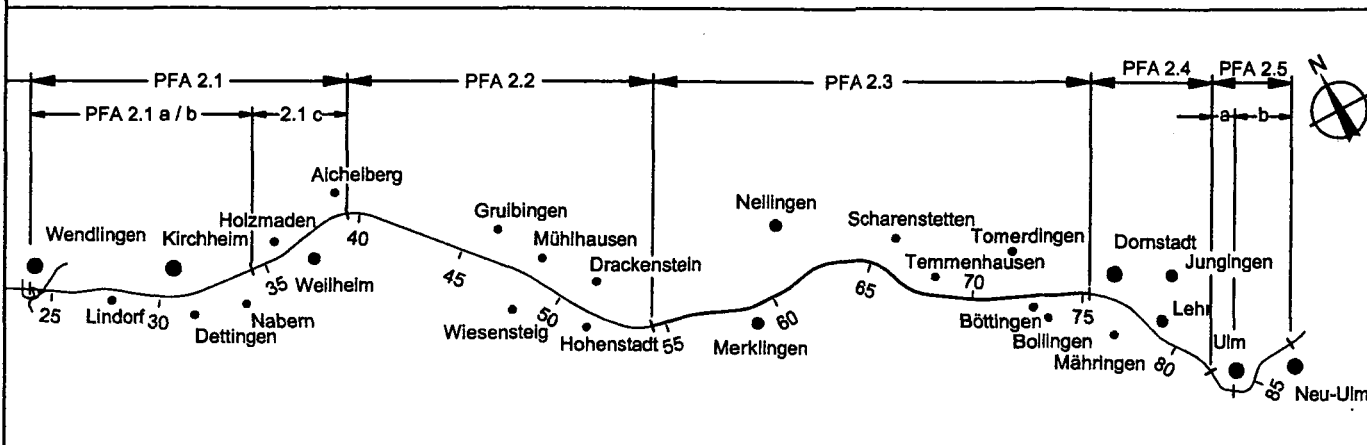 N
PFA 2.1
PFA 2.2
PFA 2.3
PFA 2.4
PFA 2.5
PFA 2.1 a / b
2.1 c
a
b
Aichelberg
Holzmaden
Kirchheim
Wendlingen
Weilheim
Lindorf
Dettingen
Nabern
Gruibingen
Mühlhausen
Drackenstein
Wiesensteig
Hohenstadt
Nellingen
Merklingen
Scharenstetten
Temmenhausen
Tomerdingen
Böttingen
Bollingen
Mähringen
Dornstadt
Jungingen
Lehr
Ulm
Neu-Ulm
25
30
35
40
45
50
55
60
65
70
75
80
85